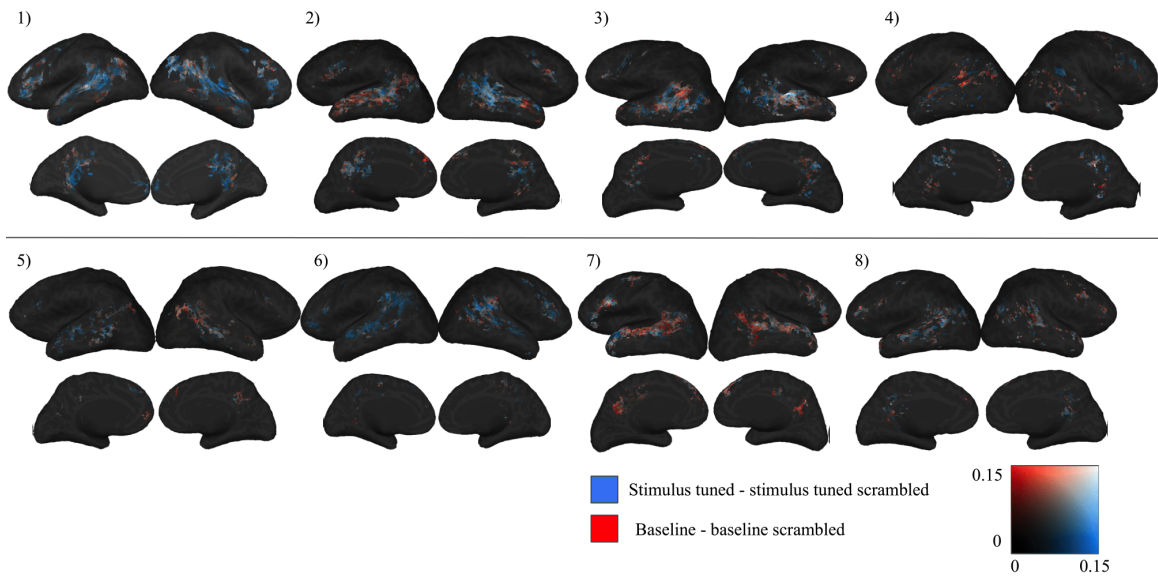 1) 2) 3) 4)
5) 6) 7) 8)
Stimulus tuned - stimulus tuned scrambled
Baseline - baseline scrambled
0.15
0
0 0.15